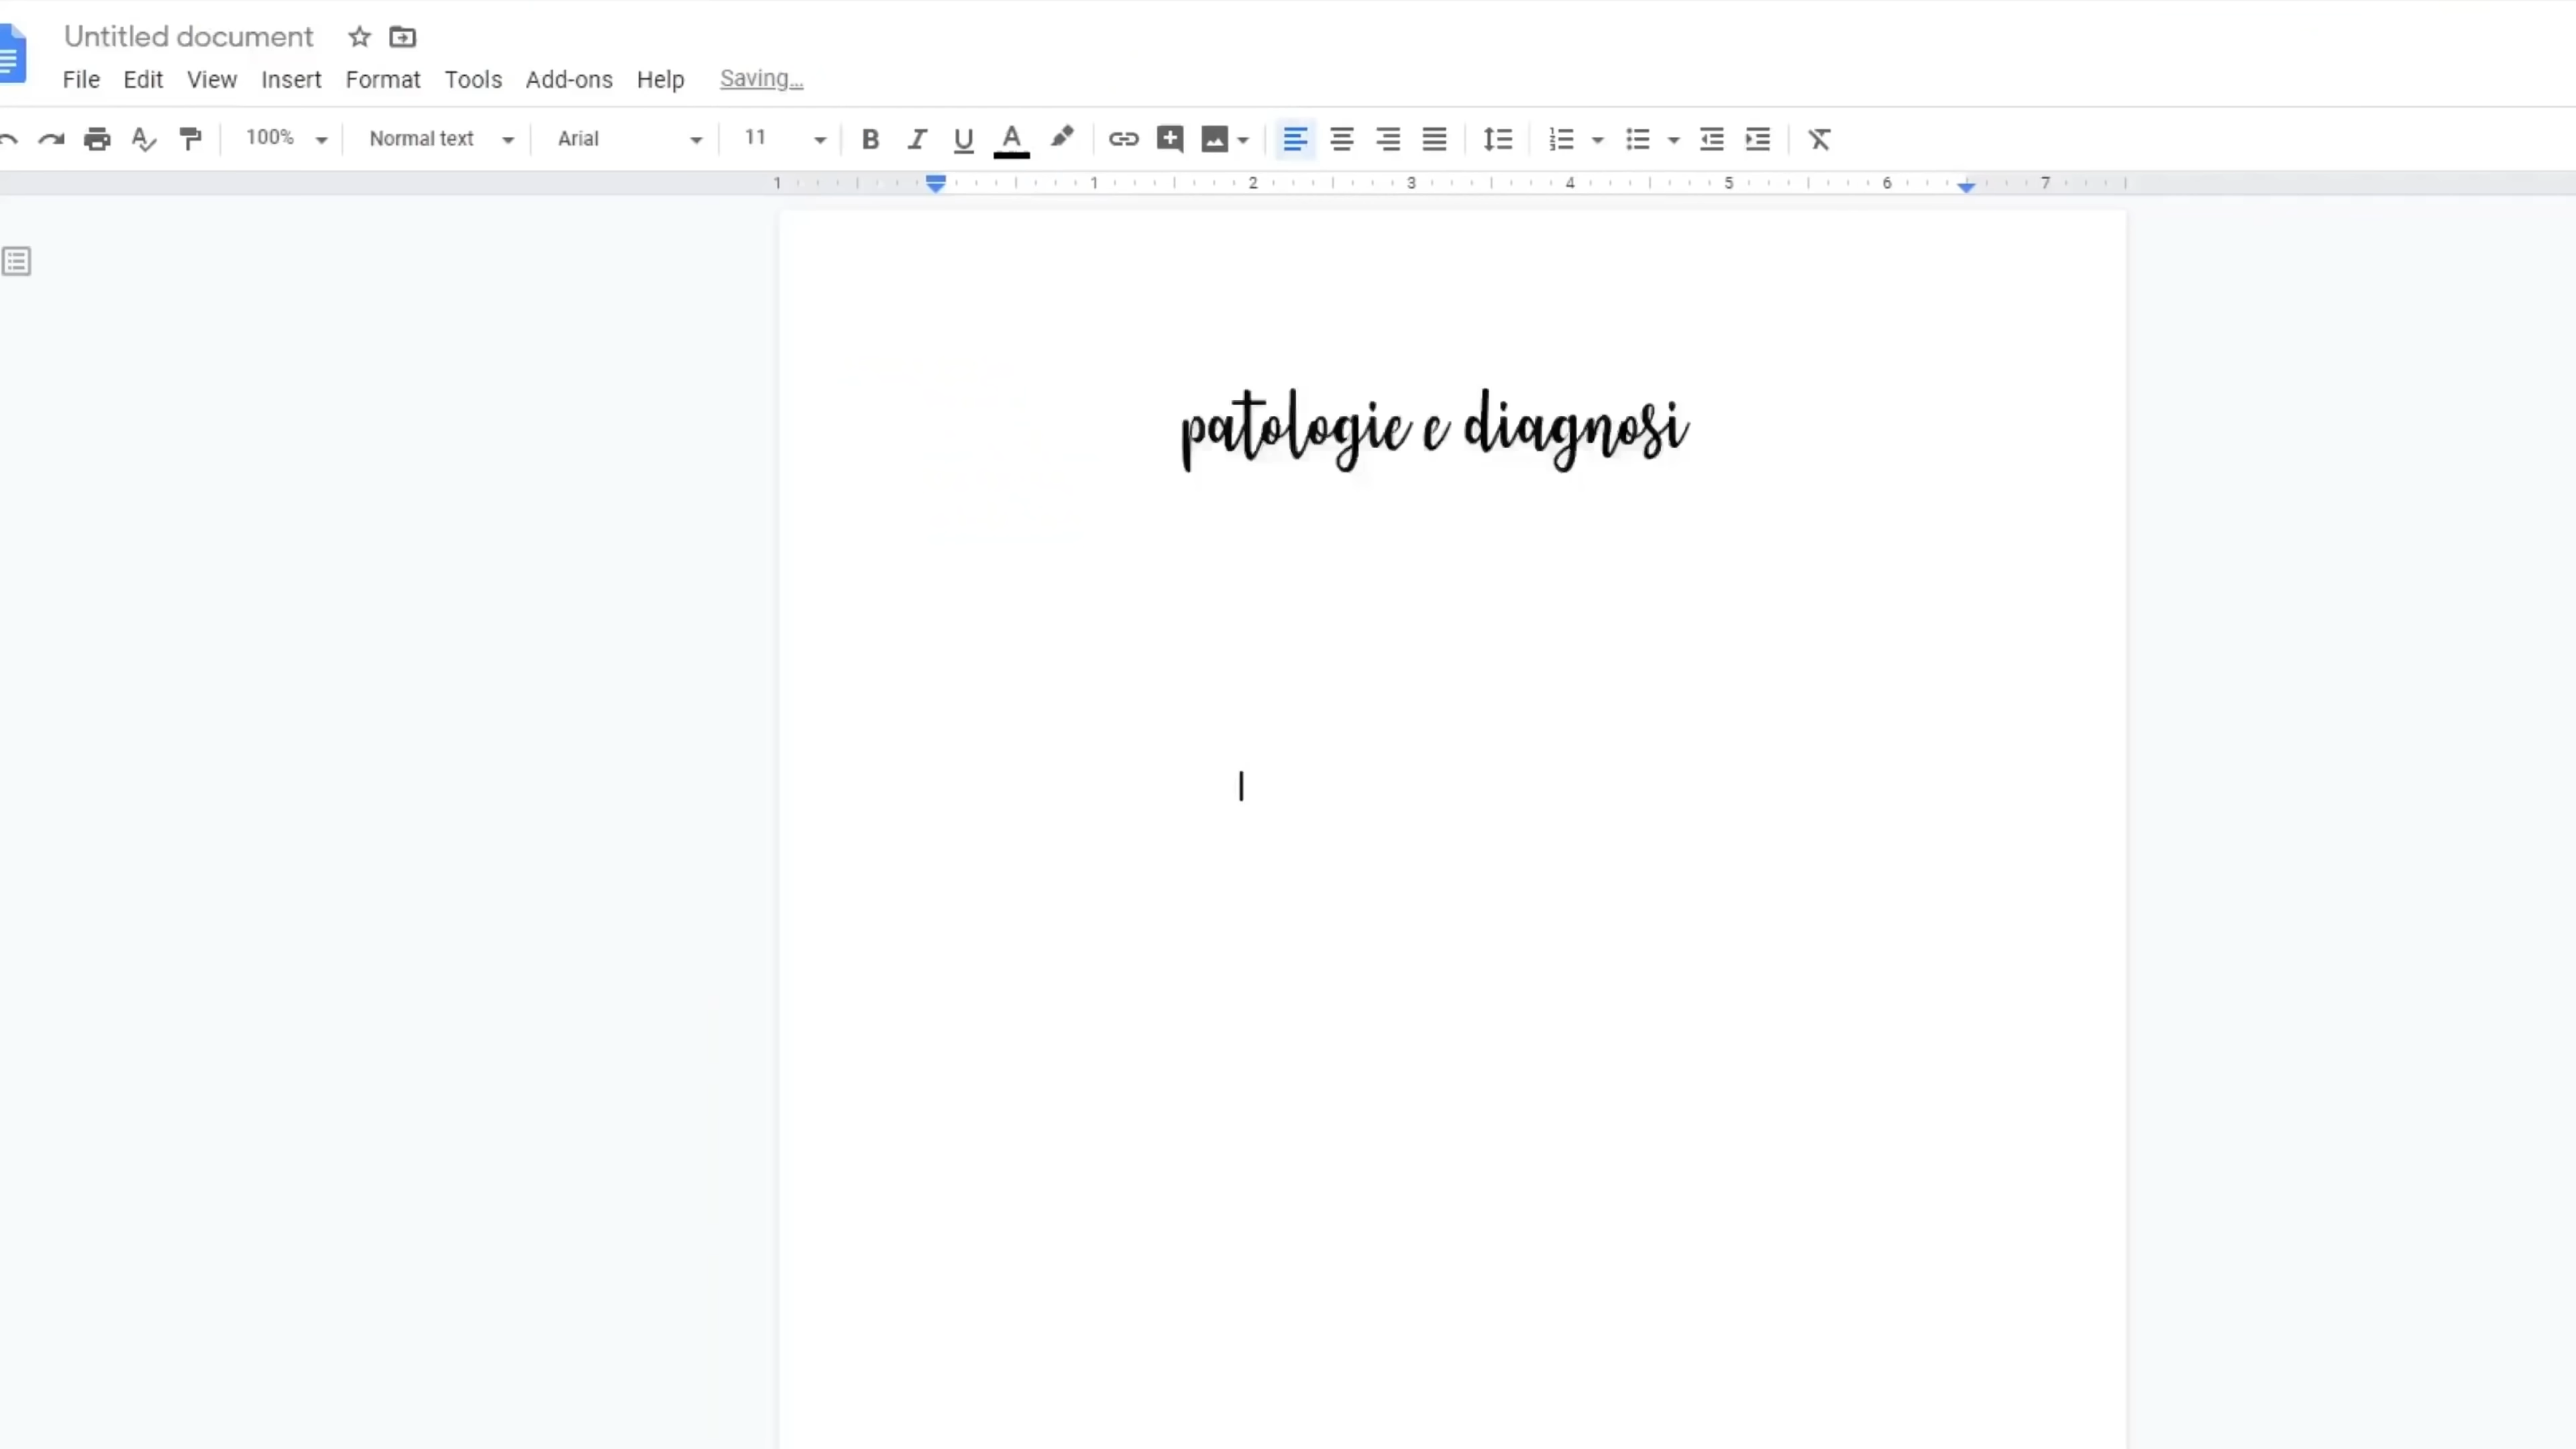 Untitled document
File Edit View Insert Format Tools Add-ons Help Saving...
100% Normal text Arial 11 B I U A
1 1 2 3 4 5 6 7
patologie e diagnosi